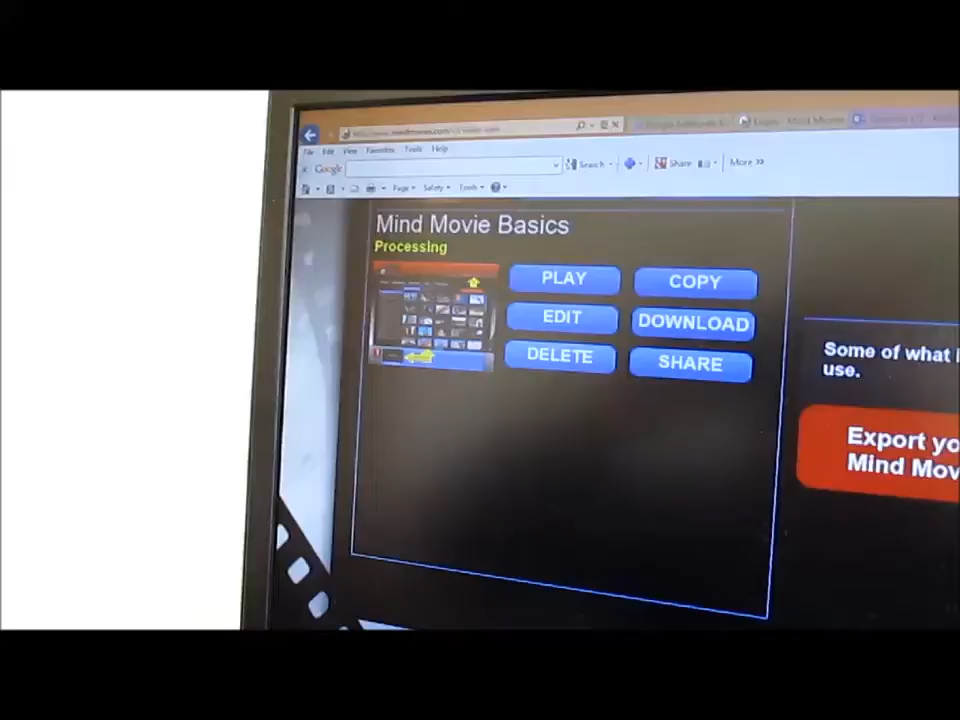 File Edit View Favorites Tools Help
Google
Search
Share
More >>
Page
Safety
Tools
Mind Movie Basics
Processing
PLAY
COPY
EDIT
DOWNLOAD
DELETE
SHARE
Some of what
use.
Export yo
Mind Mov